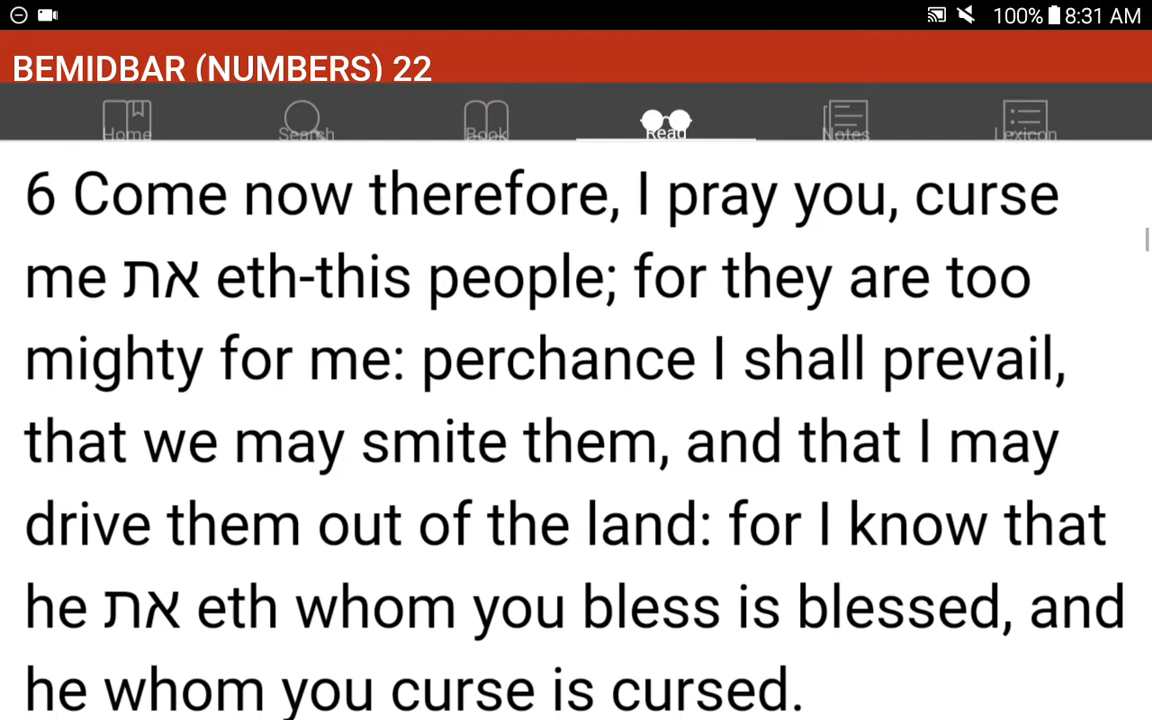 100% 8:31 AM
BEMIDBAR (NUMBERS) 22
Home Search Book Read Notes Lexicon
6 Come now therefore, I pray you, curse
me את eth-this people; for they are too
mighty for me: perchance I shall prevail,
that we may smite them, and that I may
drive them out of the land: for I know that
he את eth whom you bless is blessed, and
he whom you curse is cursed.